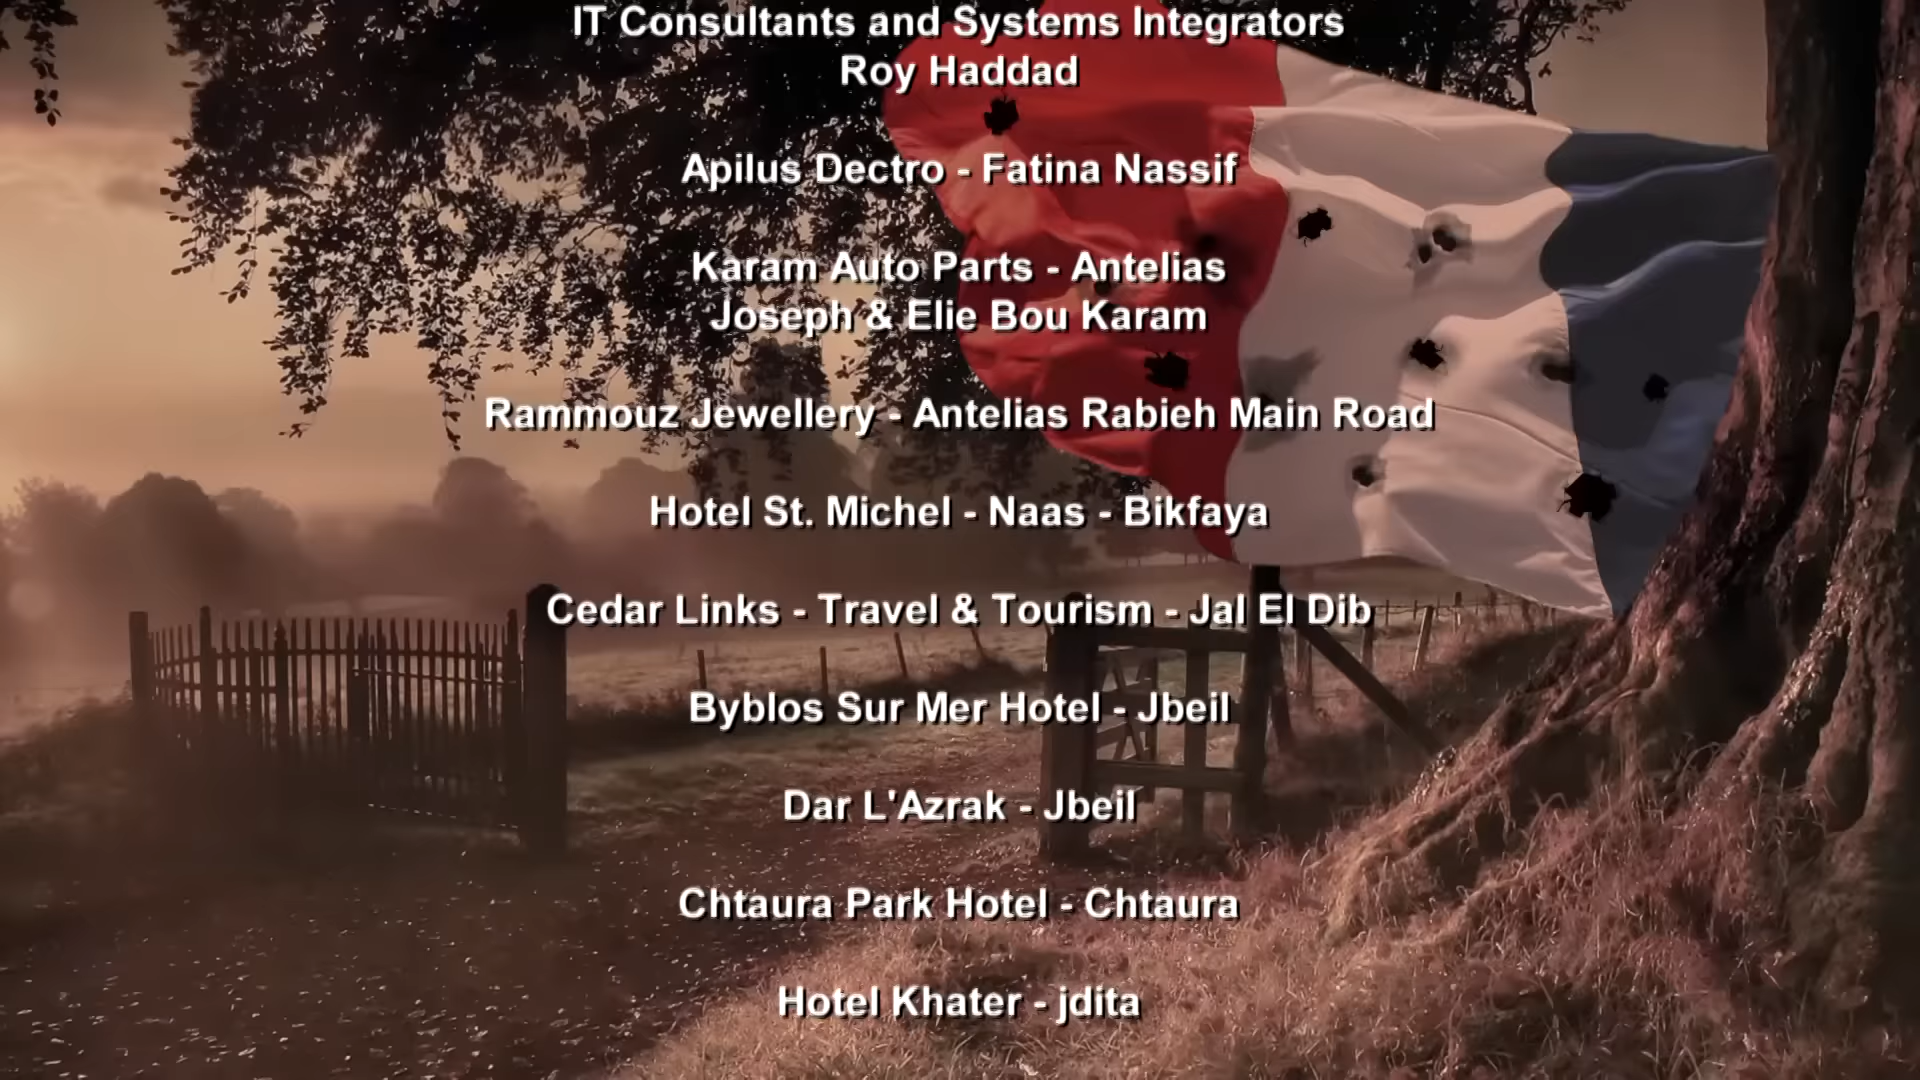 IT Consultants and Systems Integrators
Roy Haddad
Apilus Dectro - Fatina Nassif
Karam Auto Parts - Antelias
Joseph & Elie Bou Karam
Rammouz Jewellery - Antelias Rabieh Main Road
Hotel St. Michel - Naas - Bikfaya
Cedar Links - Travel & Tourism - Jal El Dib
Byblos Sur Mer Hotel - Jbeil
Dar L'Azrak - Jbeil
Chtaura Park Hotel - Chtaura
Hotel Khater - jdita